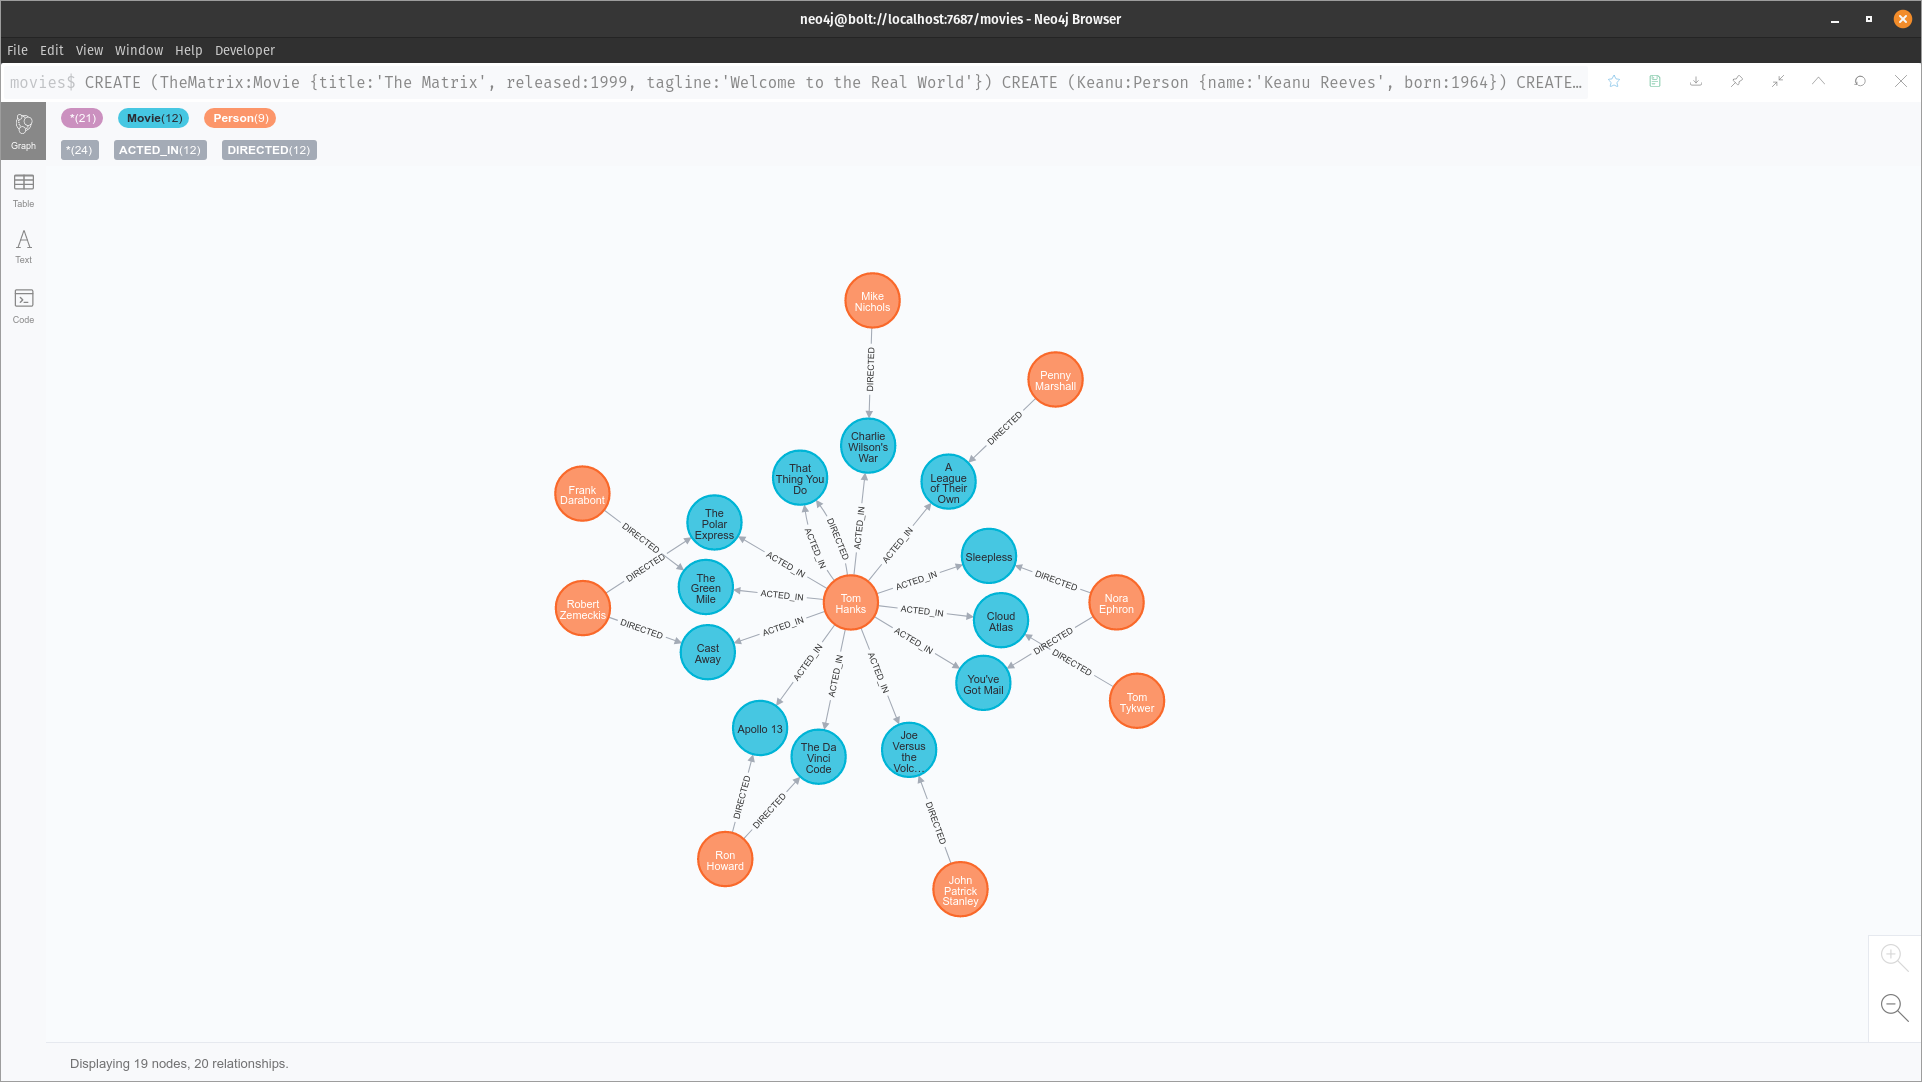 neo4j@bolt://localhost:7687/movies - Neo4j Browser
File Edit View Window Help Developer
movies$ CREATE (TheMatrix:Movie {title:'The Matrix', released:1999, tagline:'Welcome to the Real World'}) CREATE (Keanu:Person {name:'Keanu Reeves', born:1964}) CREATE…
*(21) Movie(12) Person(9)
*(24) ACTED_IN(12) DIRECTED(12)
Graph
Table
Text
Code
Mike
Nichols
DIRECTED
Penny
Marshall
DIRECTED
Charlie
Wilson's
War
That
Thing You
Do
A
League
of Their
Own
Frank
Darabont
DIRECTED
The
Polar
Express
DIRECTED
ACTED_IN
ACTED_IN
DIRECTED
ACTED_IN
ACTED_IN
Sleepless
The
Green
Mile
ACTED_IN
Tom
Hanks
ACTED_IN
DIRECTED
Nora
Ephron
Robert
Zemeckis
DIRECTED
ACTED_IN
Cloud
Atlas
DIRECTED
Cast
Away
ACTED_IN
ACTED_IN
DIRECTED
You've
Got Mail
Tom
Tykwer
ACTED_IN
ACTED_IN
ACTED_IN
Apollo 13
The Da
Vinci
Code
Joe
Versus
the
Volc...
DIRECTED
DIRECTED
DIRECTED
Ron
Howard
John
Patrick
Stanley
Displaying 19 nodes, 20 relationships.